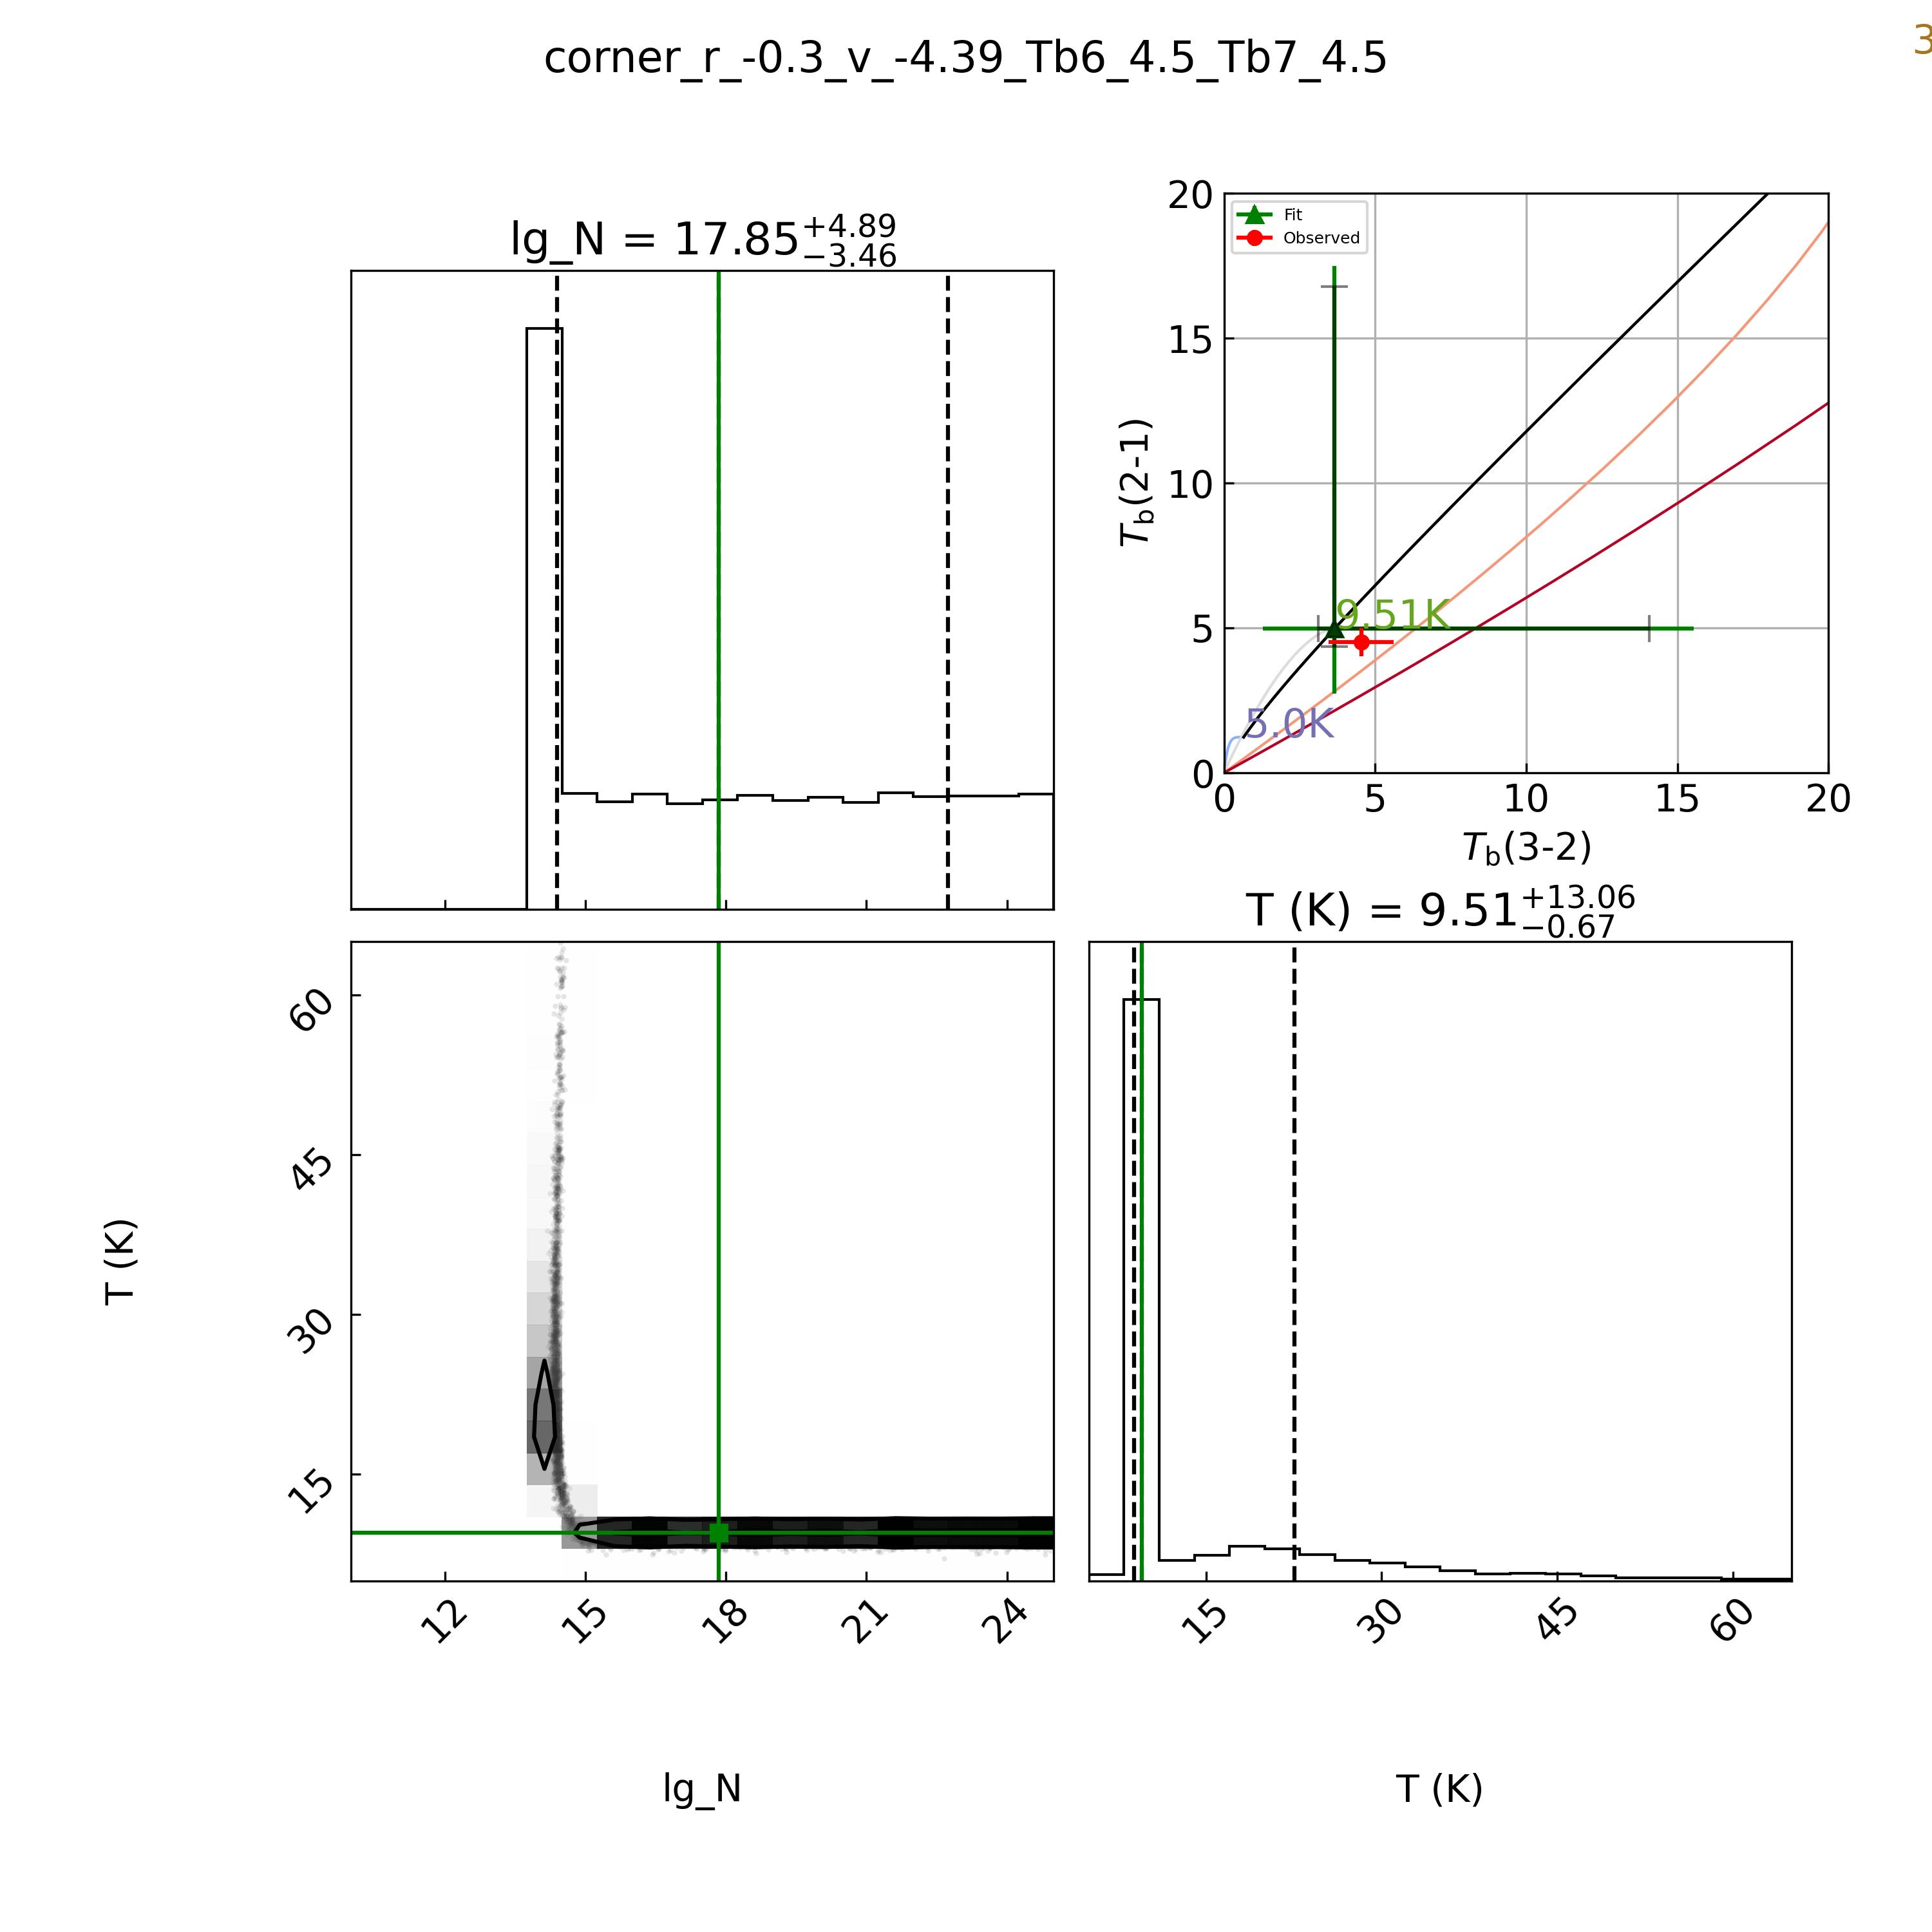 3
corner_r_-0.3_v_-4.39_Tb6_4.5_Tb7_4.5
lg_N = 17.85+4.89−3.46
20
15
10
5
0
Tb(2-1)
Fit
Observed
9.51K
5.0K
0 5 10 15 20
Tb(3-2)
T (K) = 9.51+13.06−0.67
60
45
30
15
T (K)
12 15 18 21 24
lg_N
15 30 45 60
T (K)